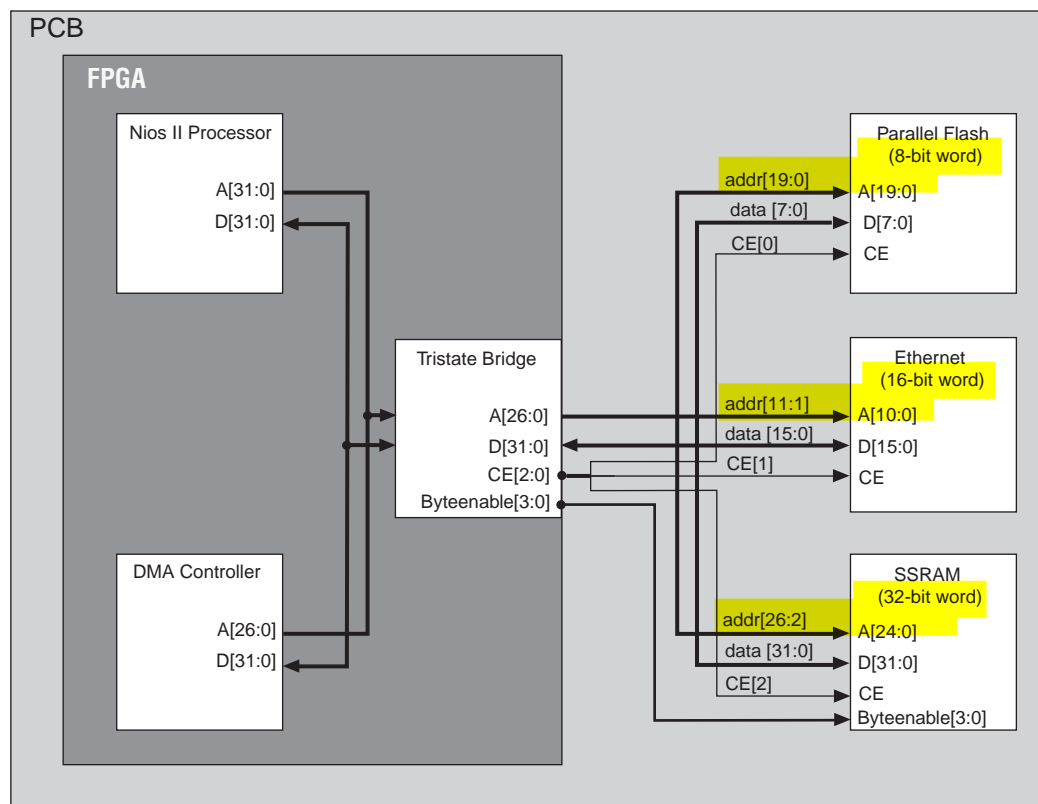 PCB
FPGA
Nios II Processor
A[31:0]
D[31:0]
Tristate Bridge
A[26:0]
D[31:0]
CE[2:0]
Byteenable[3:0]
DMA Controller
A[26:0]
D[31:0]
addr[19:0]
data [7:0]
CE[0]
Parallel Flash
(8-bit word)
A[19:0]
D[7:0]
CE
addr[11:1]
data [15:0]
CE[1]
Ethernet
(16-bit word)
A[10:0]
D[15:0]
CE
addr[26:2]
data [31:0]
CE[2]
SSRAM
(32-bit word)
A[24:0]
D[31:0]
CE
Byteenable[3:0]